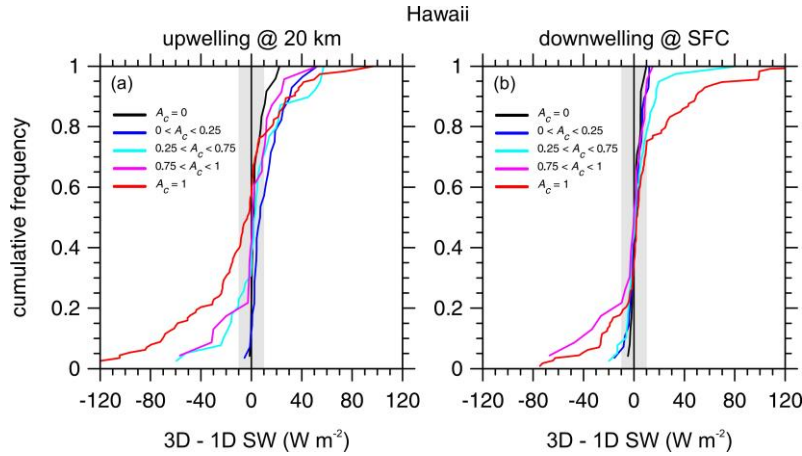 Hawaii
upwelling @ 20 km
downwelling @ SFC
cumulative frequency
1
0.8
0.6
0.4
0.2
0
(a)
A_c = 0
0 < A_c < 0.25
0.25 < A_c < 0.75
0.75 < A_c < 1
A_c = 1
-120 -80 -40 0 40 80 120
3D - 1D SW (W m⁻²)
1
0.8
0.6
0.4
0.2
0
(b)
A_c = 0
0 < A_c < 0.25
0.25 < A_c < 0.75
0.75 < A_c < 1
A_c = 1
-120 -80 -40 0 40 80 120
3D - 1D SW (W m⁻²)